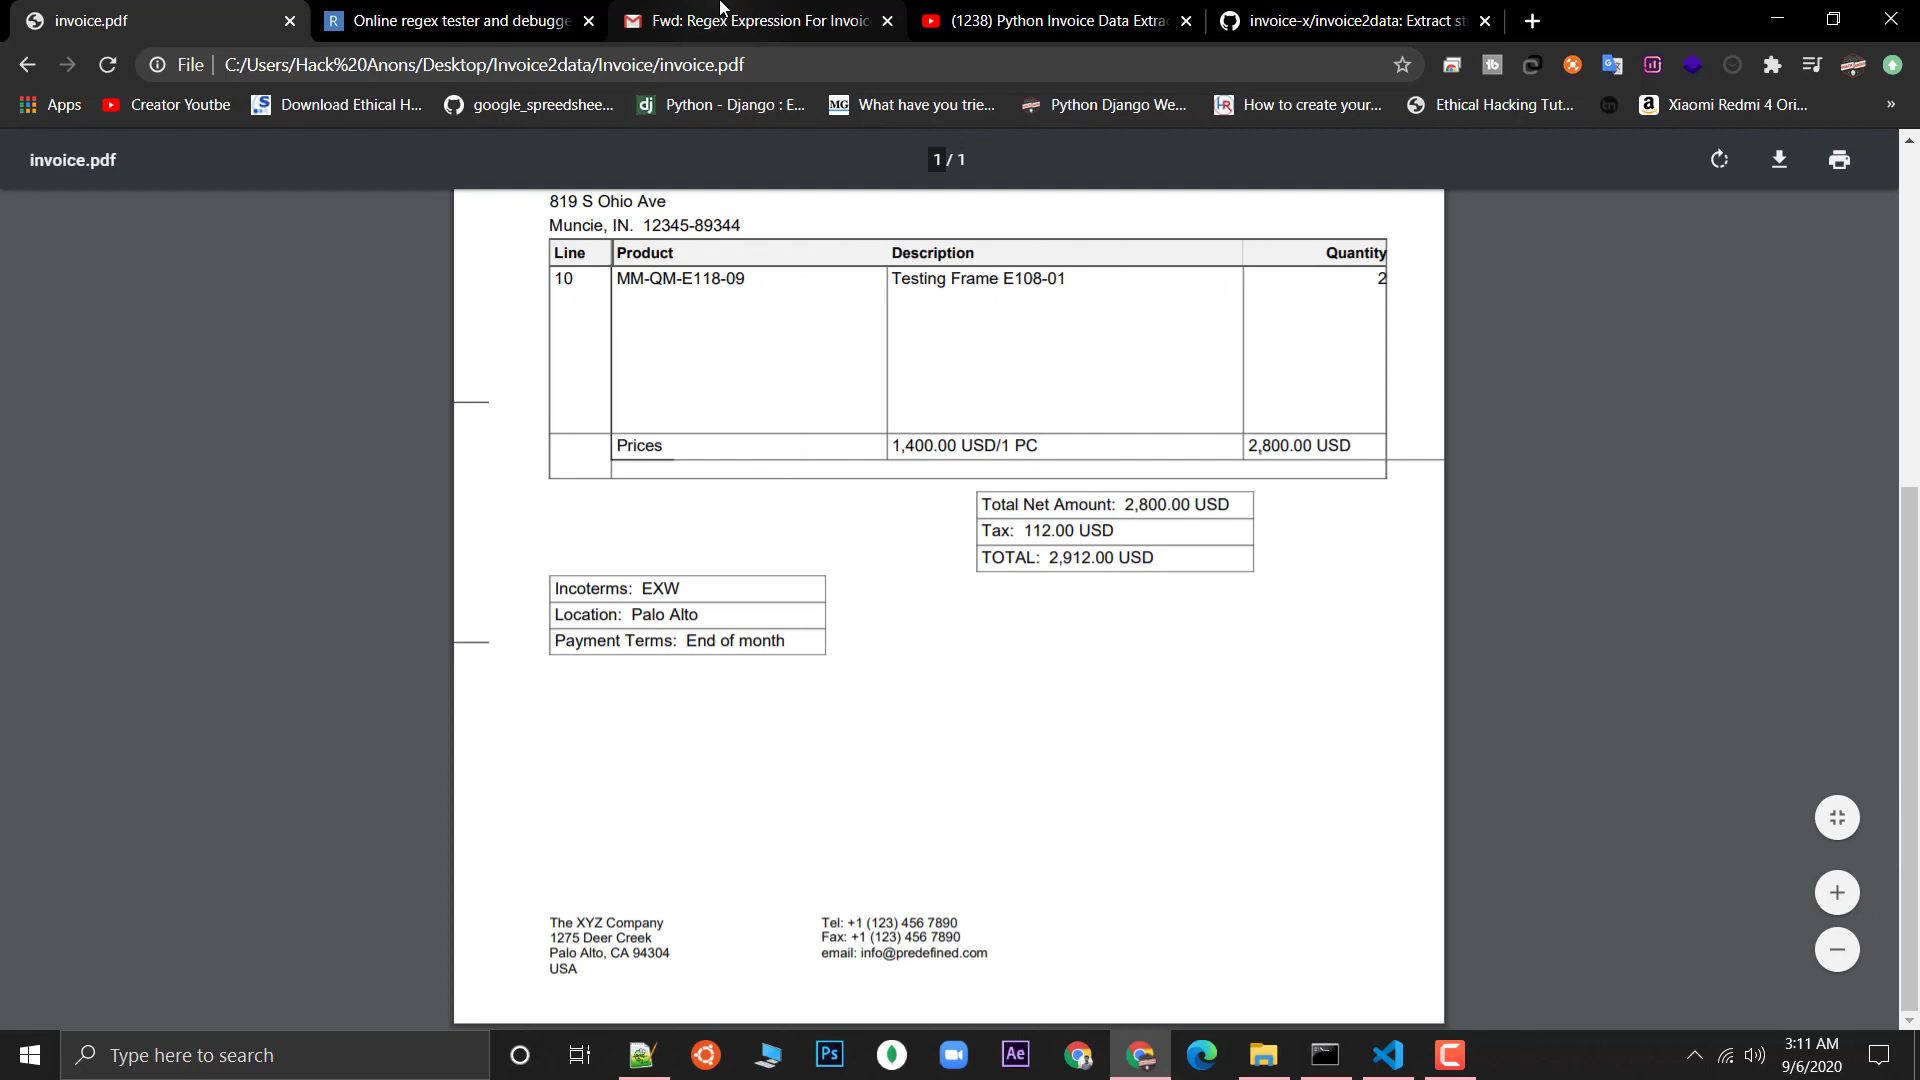 invoice.pdf
Online regex tester and debugge
Fwd: Regex Expression For Invoic
(1238) Python Invoice Data Extra
invoice-x/invoice2data: Extract st
File
C:/Users/Hack%20Anons/Desktop/Invoice2data/Invoice/invoice.pdf
Apps
Creator Youtbe
Download Ethical H...
google_spreedshee...
Python - Django : E...
What have you trie...
Python Django We...
How to create your...
Ethical Hacking Tut...
Xiaomi Redmi 4 Ori...
»
invoice.pdf
1 / 1
819 S Ohio Ave
Muncie, IN. 12345-89344
Line Product Description Quantity
10 MM-QM-E118-09 Testing Frame E108-01 2
Prices 1,400.00 USD/1 PC 2,800.00 USD
Total Net Amount: 2,800.00 USD
Tax: 112.00 USD
TOTAL: 2,912.00 USD
Incoterms: EXW
Location: Palo Alto
Payment Terms: End of month
The XYZ Company
1275 Deer Creek
Palo Alto, CA 94304
USA
Tel: +1 (123) 456 7890
Fax: +1 (123) 456 7890
email: info@predefined.com
Type here to search
Ps
Ae
3:11 AM
9/6/2020